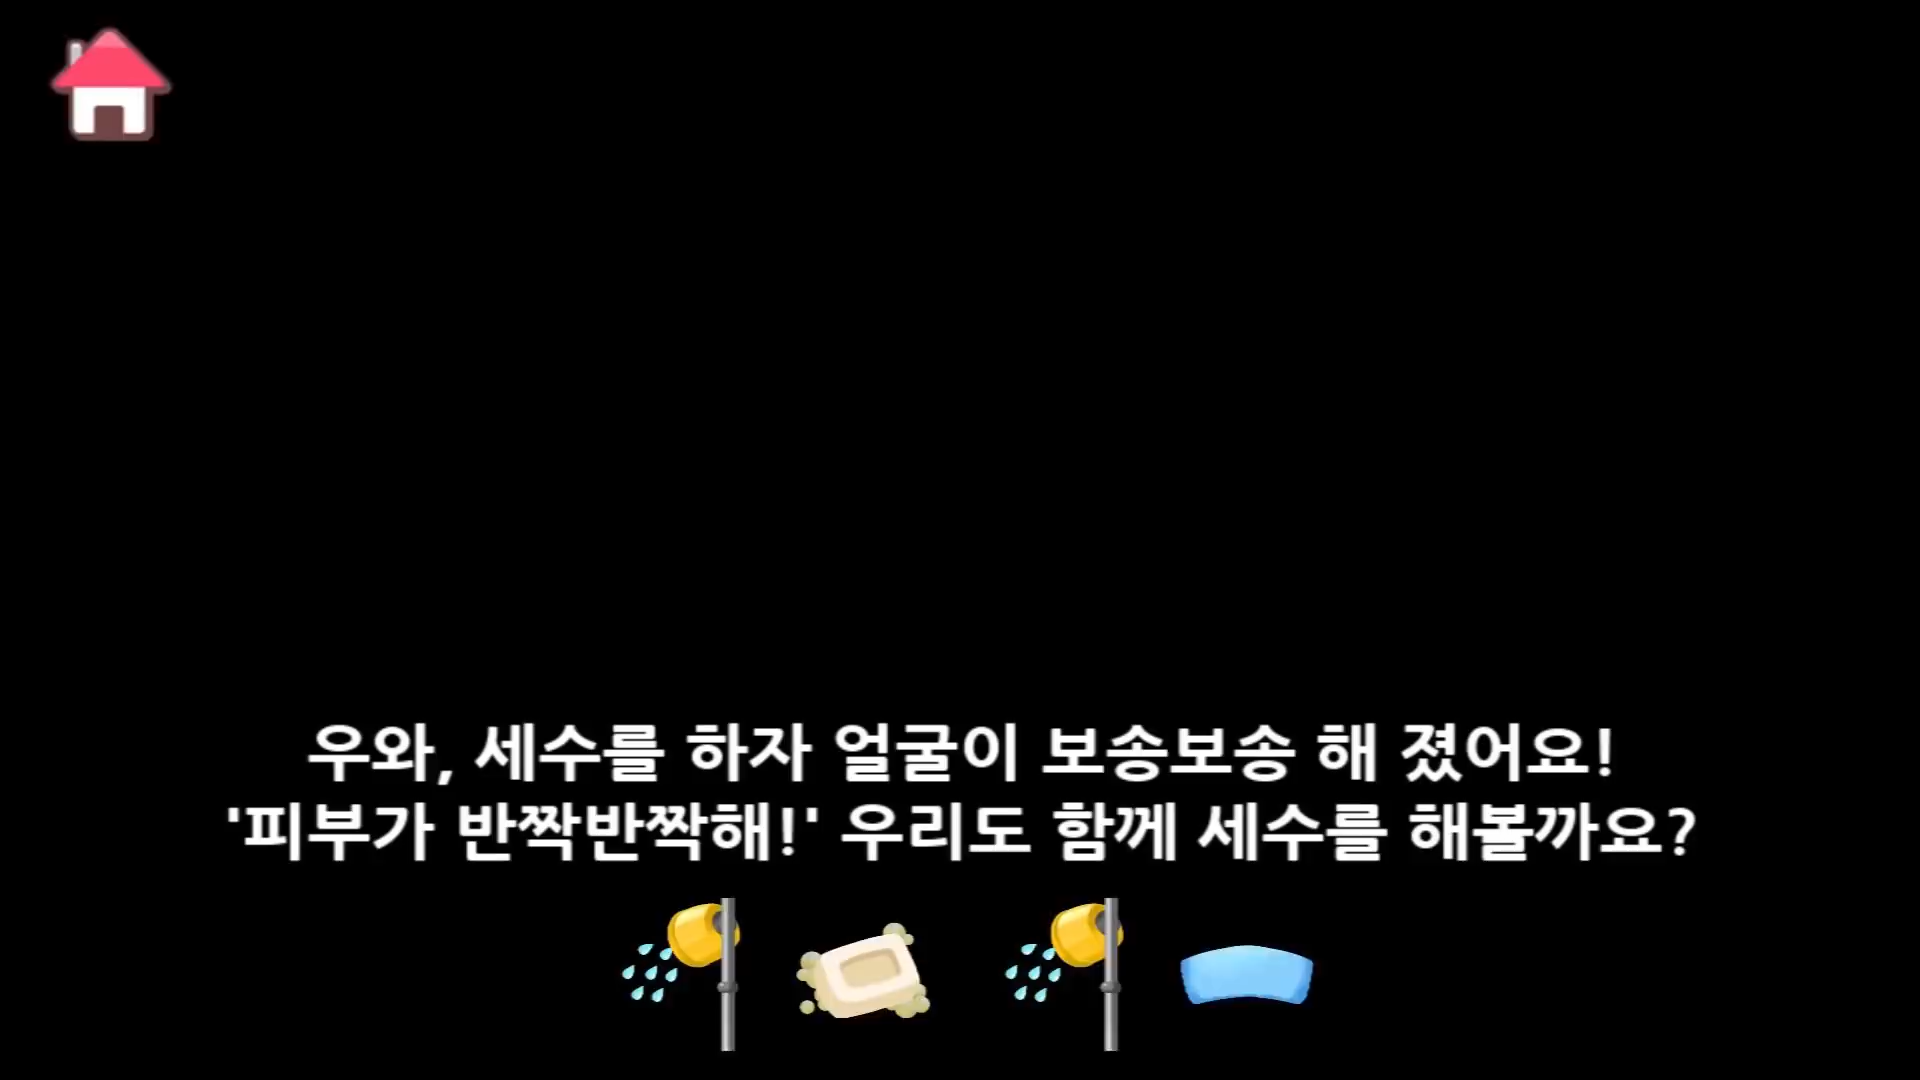 우와, 세수를 하자 얼굴이 보송보송 해 졌어요!
'피부가 반짝반짝해!' 우리도 함께 세수를 해볼까요?